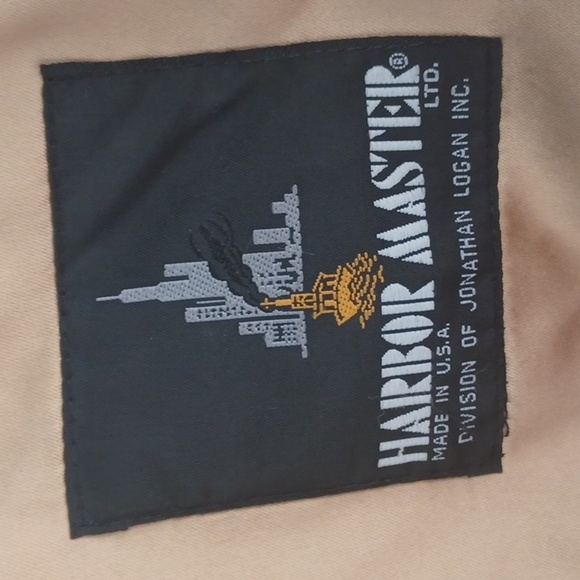 HARBOR MASTER®
MADE IN U.S.A. LTD.
DIVISION OF JONATHAN LOGAN INC.